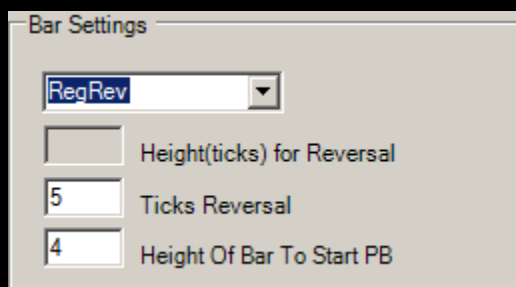 Bar Settings
RegRev
Height(ticks) for Reversal
5 Ticks Reversal
4 Height Of Bar To Start PB